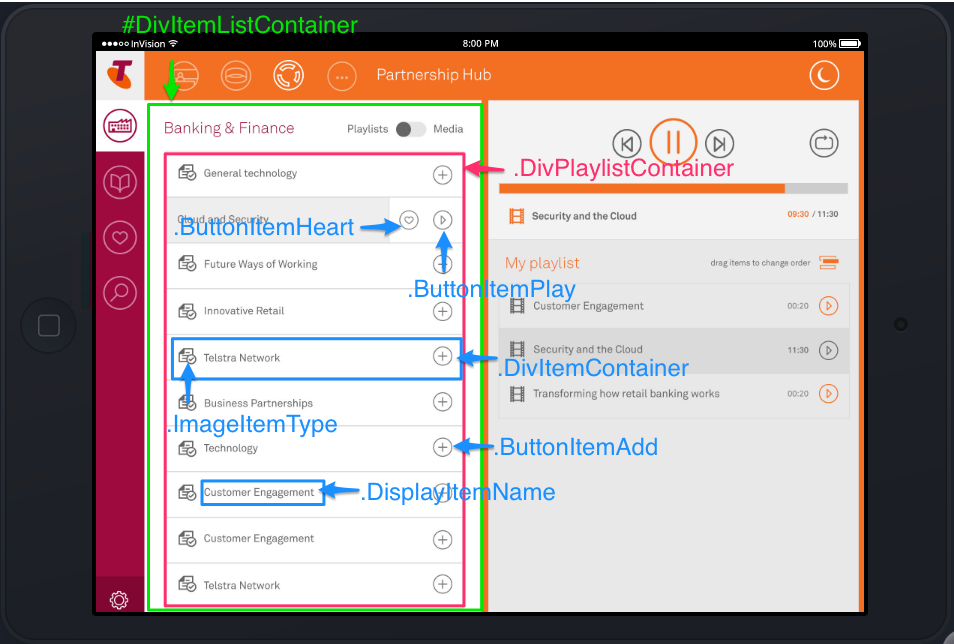 #DivItemListContainer
InVision
8:00 PM
100%
T
Partnership Hub
Banking & Finance
Playlists
Media
.DivPlaylistContainer
General technology
Cloud and Security
.ButtonItemHeart
Future Ways of Working
.ButtonItemPlay
Innovative Retail
Telstra Network
.DivItemContainer
Business Partnerships
.ImageItemType
Technology
.ButtonItemAdd
Customer Engagement
.DisplayItemName
Customer Engagement
Telstra Network
Security and the Cloud
09:30 / 11:30
My playlist
drag items to change order
Customer Engagement
00:20
Security and the Cloud
11:30
Transforming how retail banking works
00:20